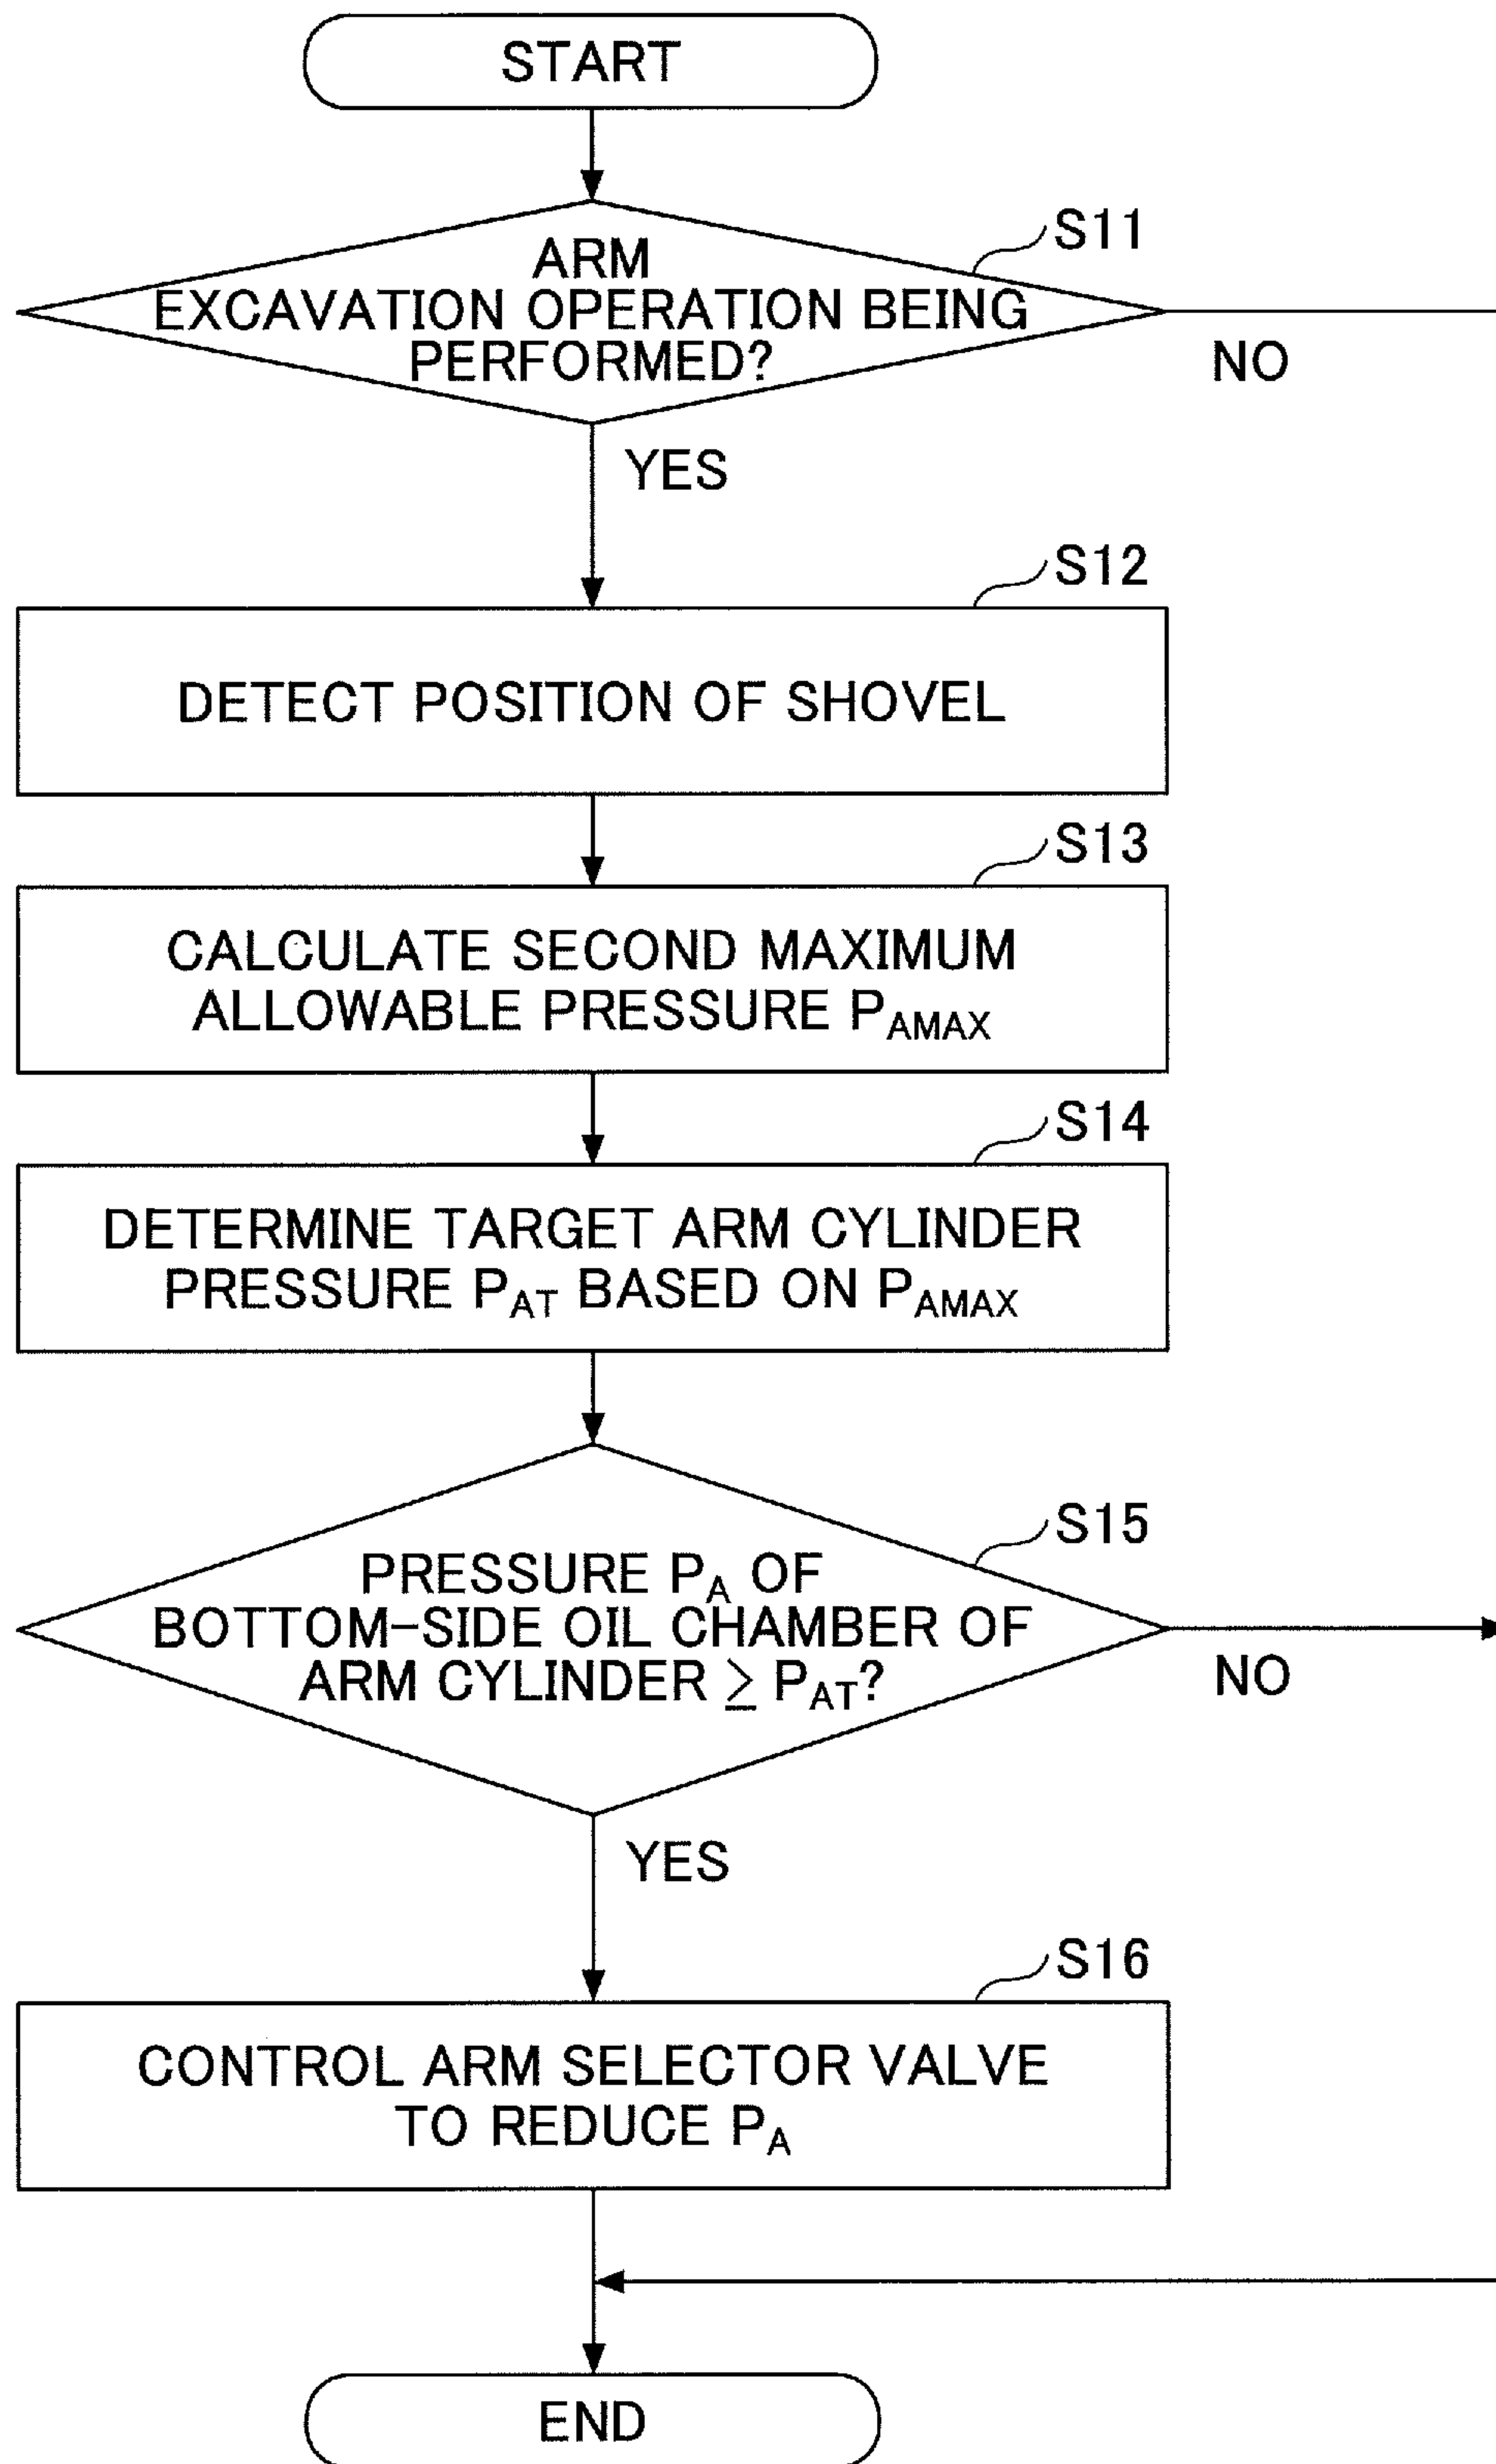 START
S11
ARM
EXCAVATION OPERATION BEING
PERFORMED?
NO
YES
S12
DETECT POSITION OF SHOVEL
S13
CALCULATE SECOND MAXIMUM
ALLOWABLE PRESSURE PAMAX
S14
DETERMINE TARGET ARM CYLINDER
PRESSURE PAT BASED ON PAMAX
S15
PRESSURE PA OF
BOTTOM-SIDE OIL CHAMBER OF
ARM CYLINDER ≥ PAT?
NO
YES
S16
CONTROL ARM SELECTOR VALVE
TO REDUCE PA
END